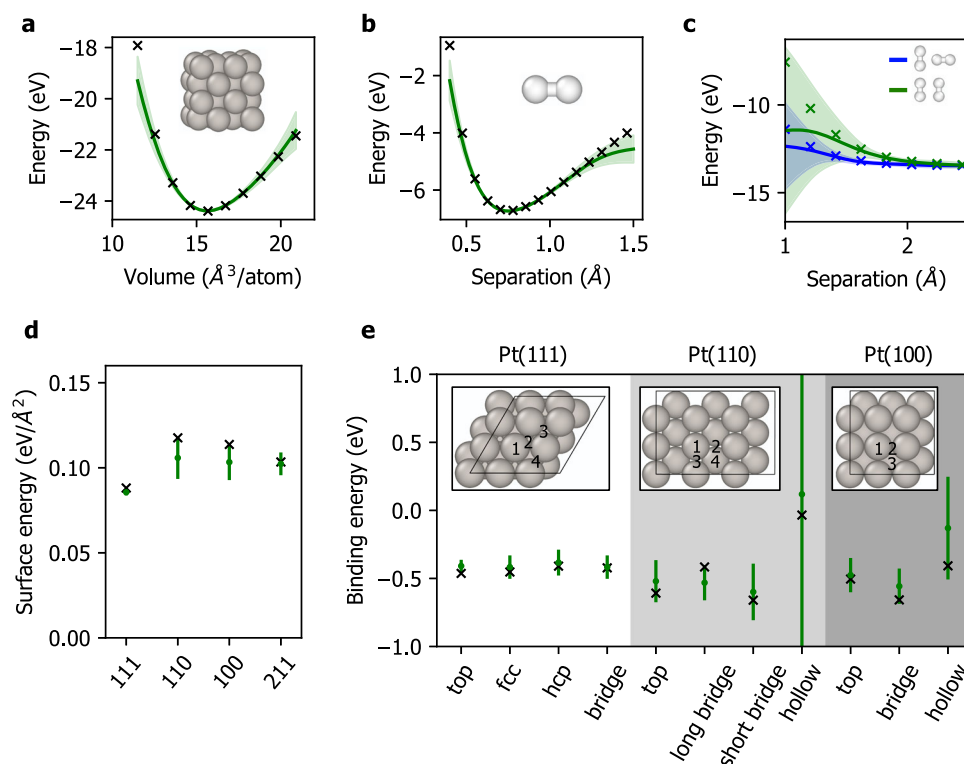 a
Energy (eV)
−18
−20
−22
−24
10
15
20
Volume (Å³/atom)
b
Energy (eV)
−2
−4
−6
0.5
1.0
1.5
Separation (Å)
c
Energy (eV)
−10
−15
1
2
Separation (Å)
d
Surface energy (eV/Å²)
0.15
0.10
0.05
0.00
111
110
100
211
e
Pt(111)
Pt(110)
Pt(100)
Binding energy (eV)
1.0
0.5
0.0
−0.5
−1.0
1 2 3
4
1 2
3 4
1 2
3
top
fcc
hcp
bridge
top
long bridge
short bridge
hollow
top
bridge
hollow